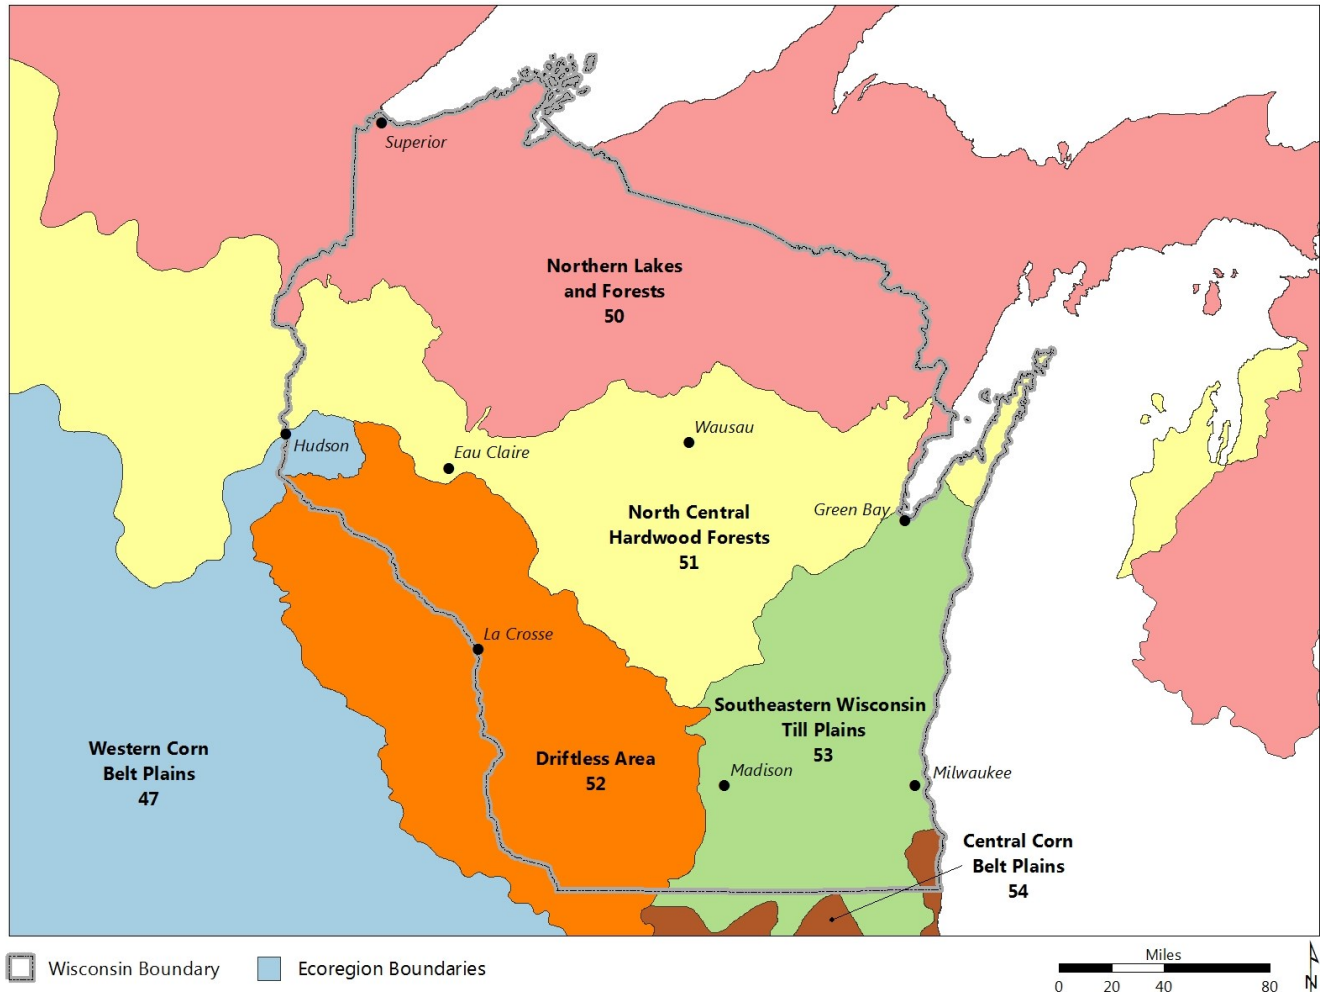 Superior
Northern Lakes
and Forests
50
Hudson
Eau Claire
Wausau
Green Bay
North Central
Hardwood Forests
51
La Crosse
Southeastern Wisconsin
Till Plains
53
Western Corn
Belt Plains
47
Driftless Area
52
Madison
Milwaukee
Central Corn
Belt Plains
54
Wisconsin Boundary
Ecoregion Boundaries
Miles
0 20 40 80
N